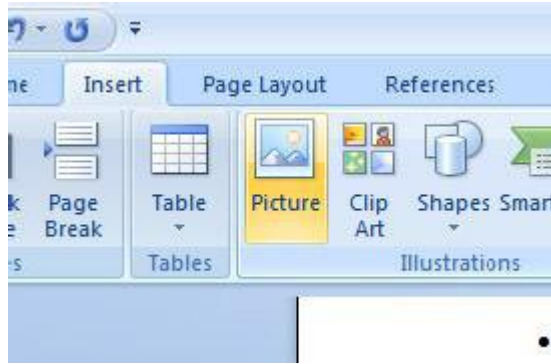 Insert Page Layout References
Page Table Picture Clip Shapes
Break Art
Tables Illustrations